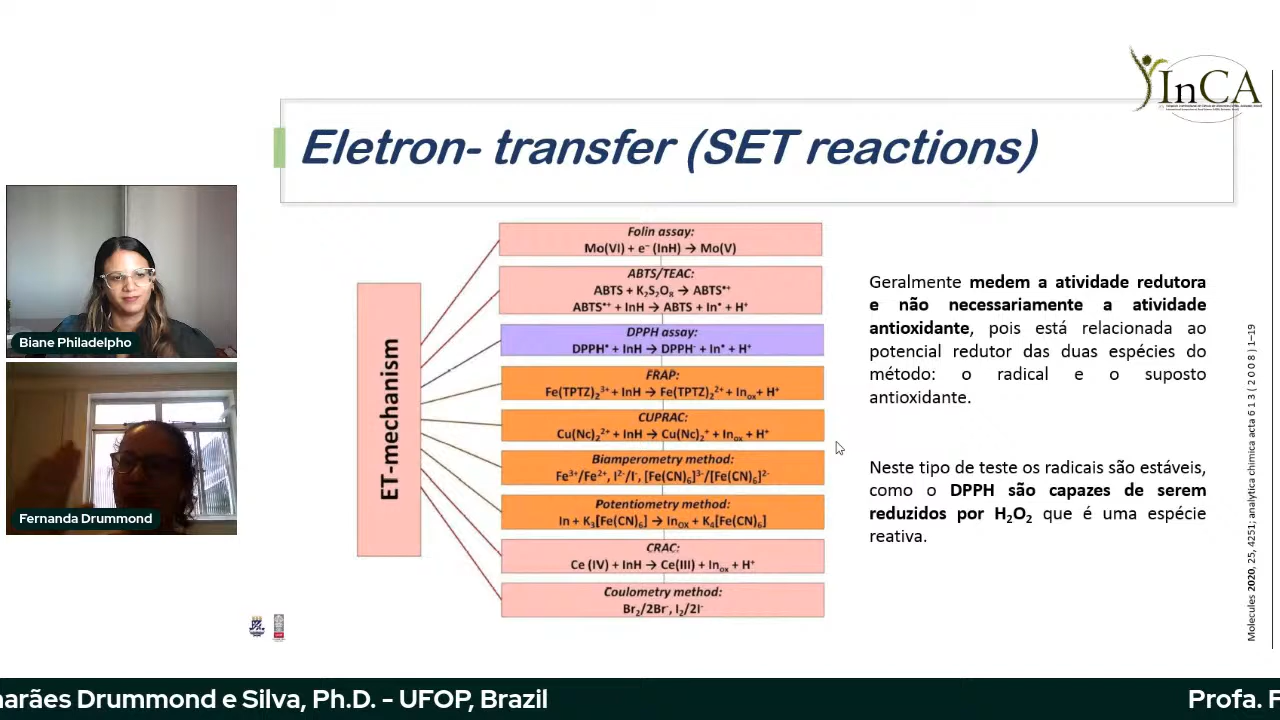 InCA
Eletron- transfer (SET reactions)
Biane Philadelpho
Fernanda Drummond
ET-mechanism
Folin assay:
Mo(VI) + e⁻ (InH) → Mo(V)
ABTS/TEAC:
ABTS + K₂S₂O₈ → ABTS•⁺
ABTS•⁺ + InH → ABTS + In• + H⁺
DPPH assay:
DPPH• + InH → DPPH⁻ + In• + H⁺
FRAP:
Fe(TPTZ)₂³⁺ + InH → Fe(TPTZ)₂²⁺ + Inₒₓ + H⁺
CUPRAC:
Cu(Nc)₂²⁺ + InH → Cu(Nc)₂⁺ + Inₒₓ + H⁺
Biamperometry method:
Fe³⁺/Fe²⁺, I²⁻/I⁻, [Fe(CN)₆]³⁻/[Fe(CN)₆]²⁻
Potentiometry method:
In + K₃[Fe(CN)₆] → InOX + K₄[Fe(CN)₆]
CRAC:
Ce (IV) + InH → Ce(III) + Inₒₓ + H⁺
Coulometry method:
Br₂/2Br⁻, I₂/2I⁻
Geralmente medem a atividade redutora
e não necessariamente a atividade
antioxidante, pois está relacionada ao
potencial redutor das duas espécies do
método: o radical e o suposto
antioxidante.
Neste tipo de teste os radicais são estáveis,
como o DPPH são capazes de serem
reduzidos por H₂O₂ que é uma espécie
reativa.
Molecules 2020, 25, 4251; analytica chimica acta 6 1 3 ( 2 0 0 8 ) 1–19
narães Drummond e Silva, Ph.D. - UFOP, Brazil
Profa. F